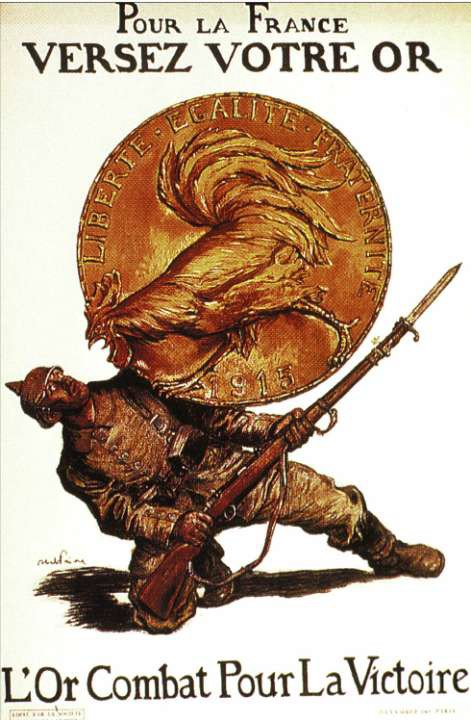 POUR LA FRANCE
VERSEZ VOTRE OR
LIBERTE · EGALITE · FRATERNITE
1915
L'OR COMBAT POUR LA VICTOIRE